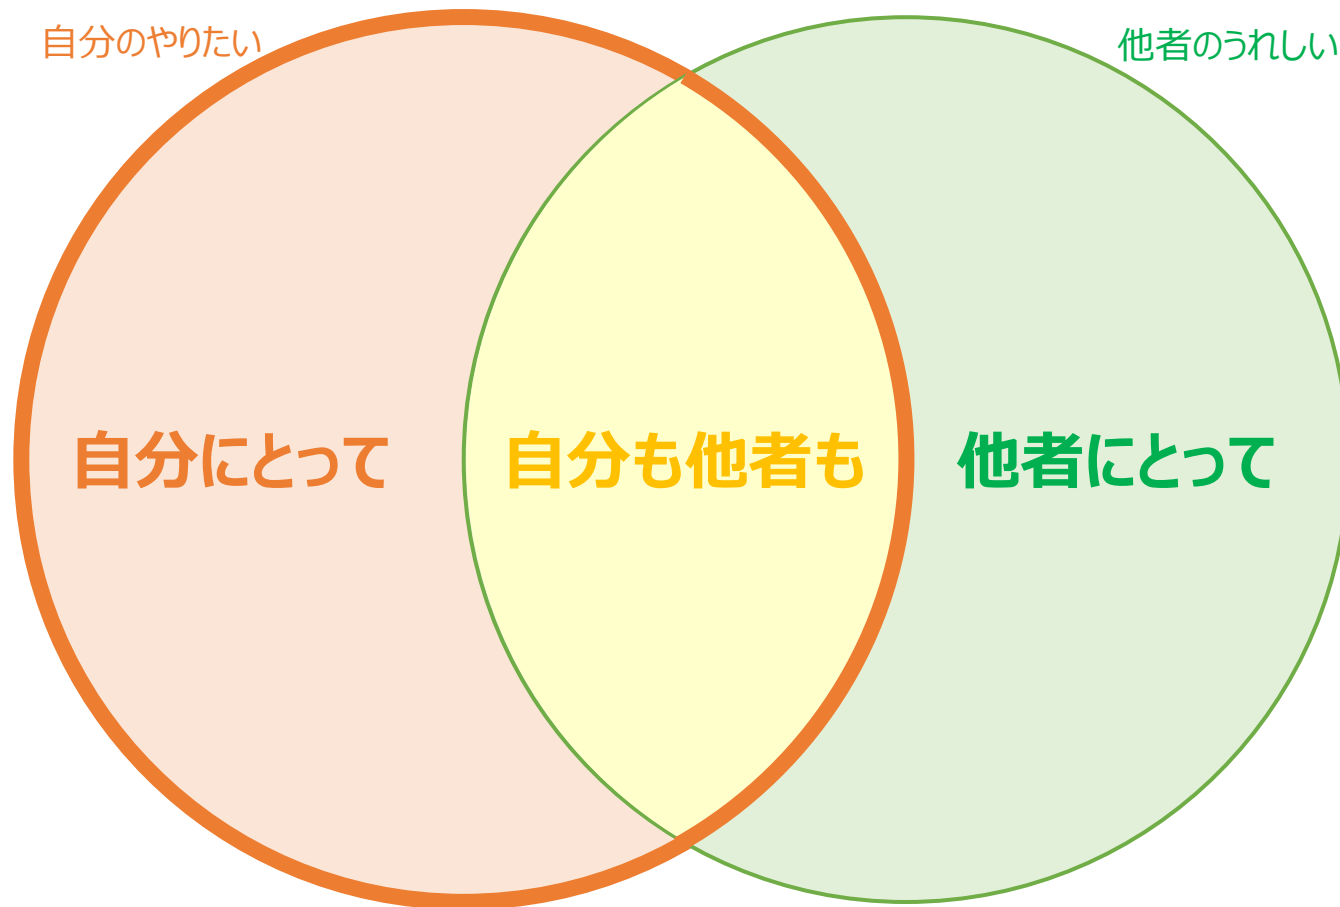 自分のやりたい
他者のうれしい
自分にとって
自分も他者も
他者にとって